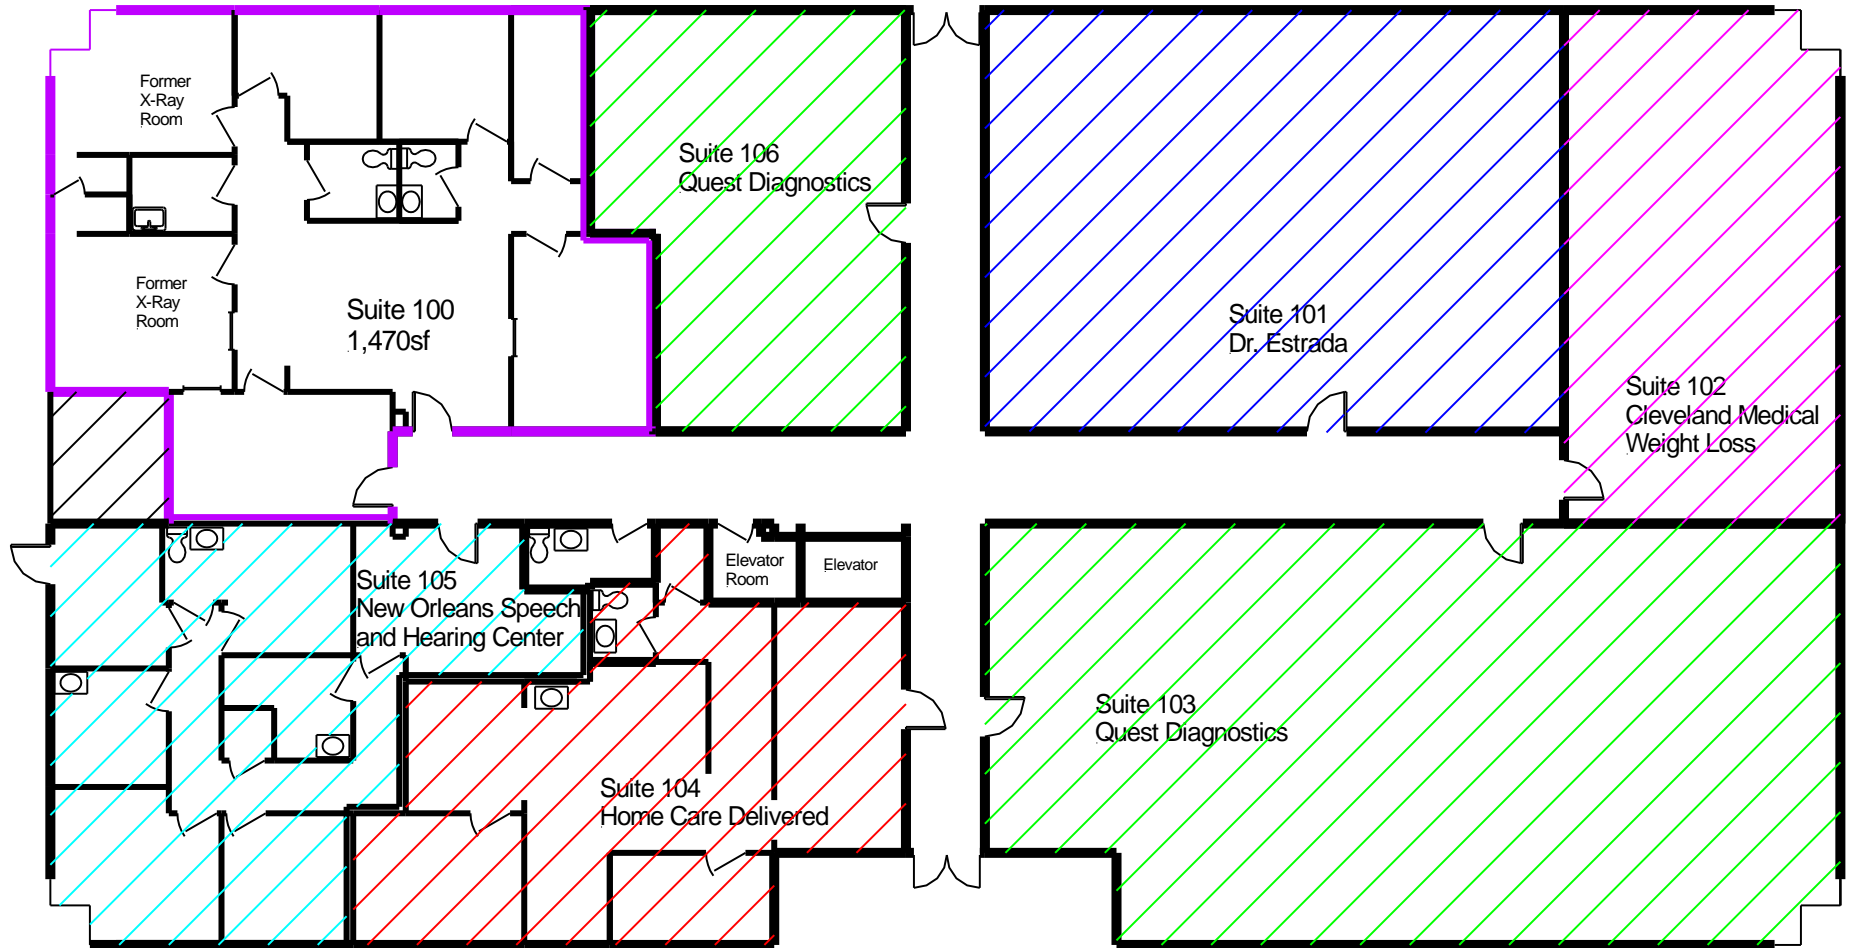 Former
X-Ray
Room
Suite 106
Quest Diagnostics
Former
X-Ray
Room
Suite 100
1,470sf
Suite 101
Dr. Estrada
Suite 102
Cleveland Medical
Weight Loss
Elevator
Room
Elevator
Suite 105
New Orleans Speech
and Hearing Center
Suite 103
Quest Diagnostics
Suite 104
Home Care Delivered